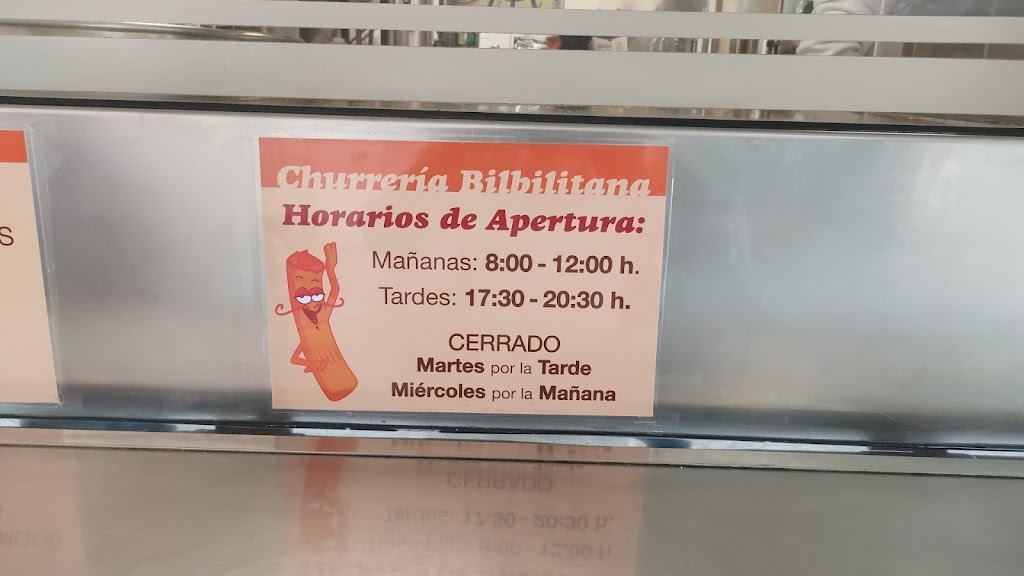 Churrería Bilbilitana
Horarios de Apertura:
Mañanas: 8:00 - 12:00 h.
Tardes: 17:30 - 20:30 h.
CERRADO
Martes por la Tarde
Miércoles por la Mañana
S